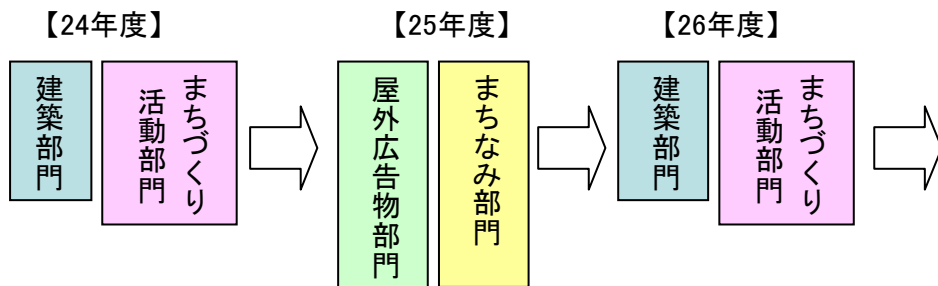 【24年度】
【25年度】
【26年度】
建築部門
まちづくり
活動部門
屋外広告物部門
まちなみ部門
建築部門
まちづくり
活動部門